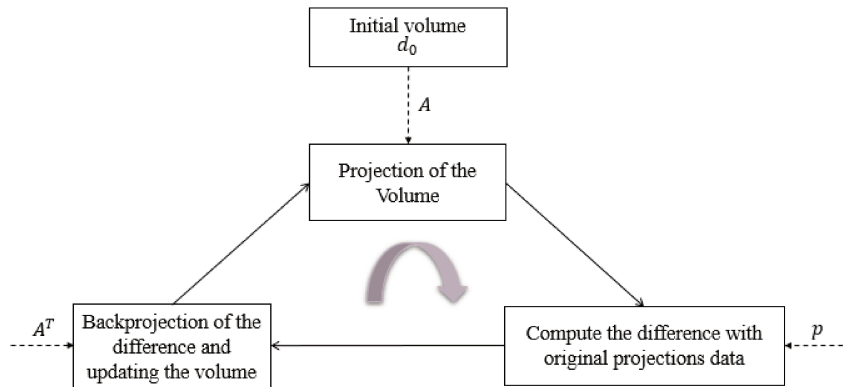 Initial volume
d₀
A
Projection of the
Volume
Aᵀ
Backprojection of the
difference and
updating the volume
Compute the difference with
original projections data
p